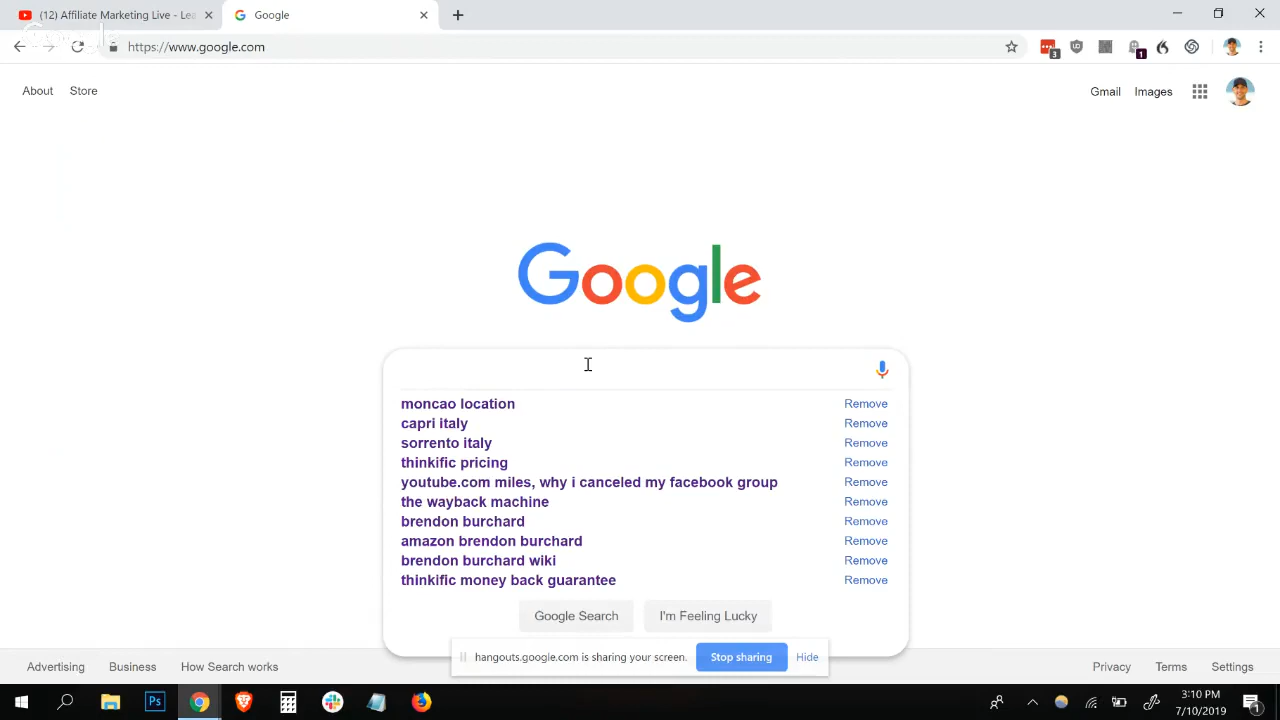 (12) Affiliate Marketing Live - Lea
Google
https://www.google.com
3
1
About
Store
Gmail
Images
Google
moncao location
Remove
capri italy
Remove
sorrento italy
Remove
thinkific pricing
Remove
youtube.com miles, why i canceled my facebook group
Remove
the wayback machine
Remove
brendon burchard
Remove
amazon brendon burchard
Remove
brendon burchard wiki
Remove
thinkific money back guarantee
Remove
Google Search
I'm Feeling Lucky
hangouts.google.com is sharing your screen.
Stop sharing
Hide
Advertising
Business
How Search works
Privacy
Terms
Settings
Ps
3:10 PM
7/10/2019
1